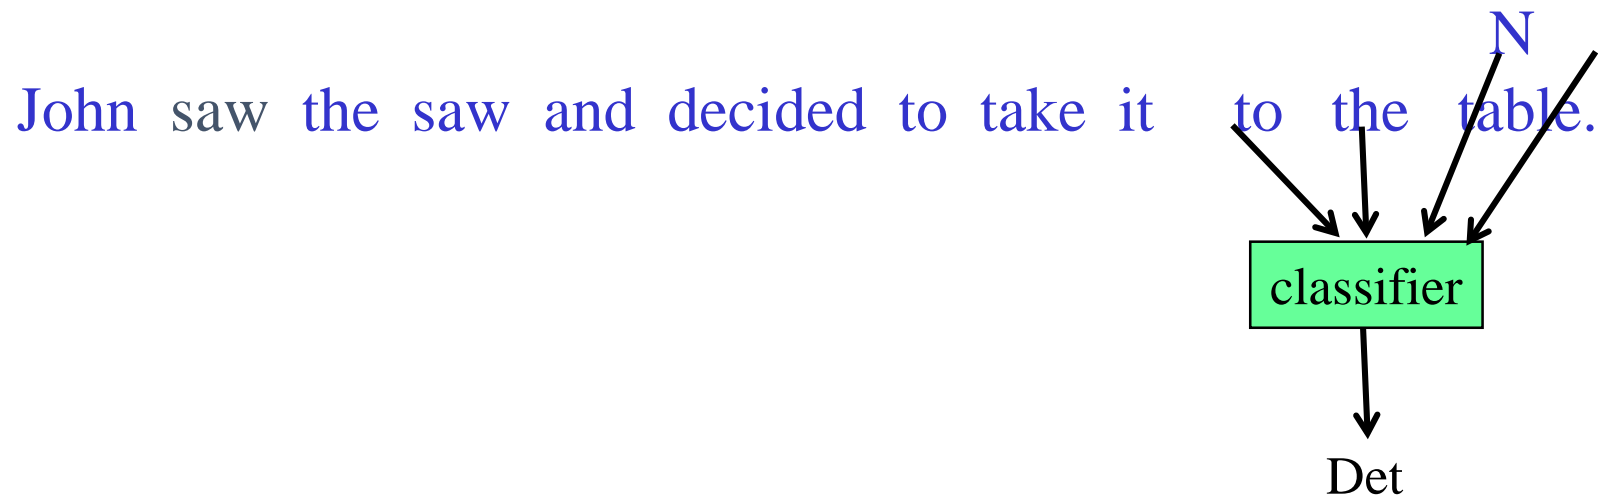 N
John saw the saw and decided to take it to the table.
classifier
Det